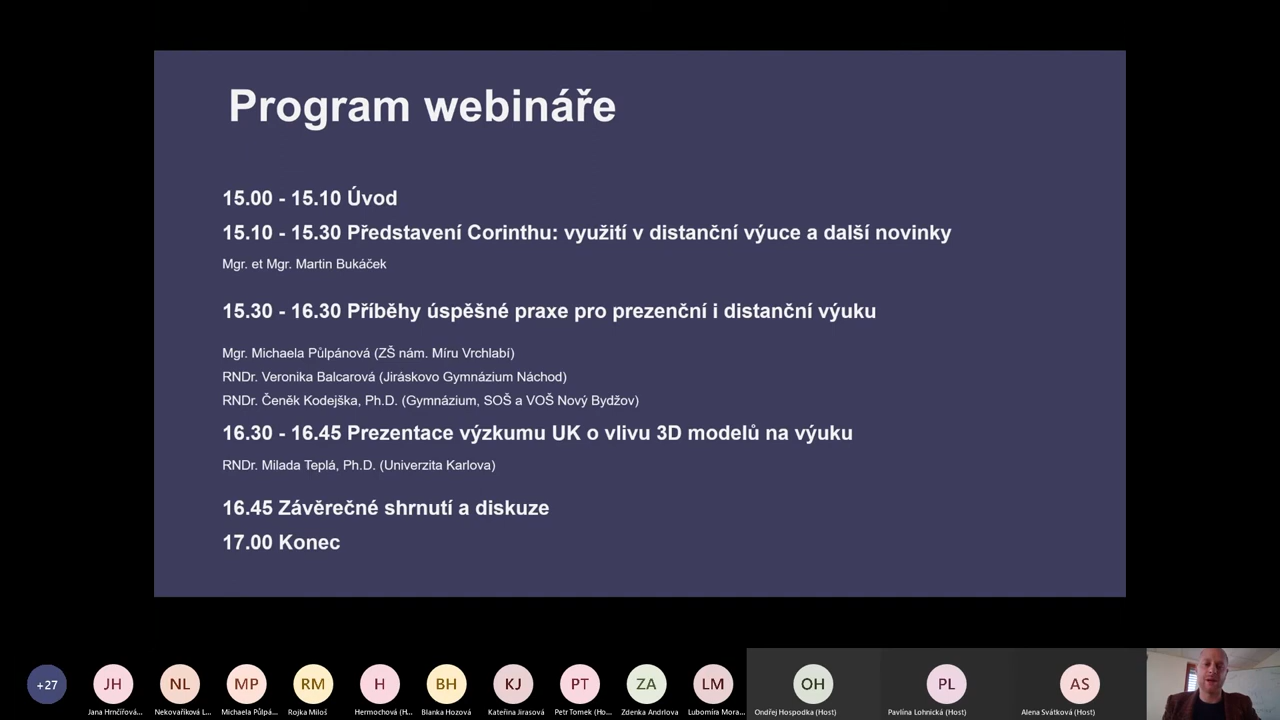 Program webináře
15.00 - 15.10 Úvod
15.10 - 15.30 Představení Corinthu: využití v distanční výuce a další novinky
Mgr. et Mgr. Martin Bukáček
15.30 - 16.30 Příběhy úspěšné praxe pro prezenční i distanční výuku
Mgr. Michaela Půlpánová (ZŠ nám. Míru Vrchlabí)
RNDr. Veronika Balcarová (Jiráskovo Gymnázium Náchod)
RNDr. Čeněk Kodejška, Ph.D. (Gymnázium, SOŠ a VOŠ Nový Bydžov)
16.30 - 16.45 Prezentace výzkumu UK o vlivu 3D modelů na výuku
RNDr. Milada Teplá, Ph.D. (Univerzita Karlova)
16.45 Závěrečné shrnutí a diskuze
17.00 Konec
+27 JH NL MP RM H BH KJ PT ZA LM OH PL AS
Jana Hrnčířová... Nekovaříková L... Michaela Půlpá... Rojka Miloš Hermochová (H... Blanka Hozová Kateřina Jirasová Petr Tomek (Ho... Zdenka Andrlova Lubomíra Mora... Ondřej Hospodka (Host) Pavlína Lohnická (Host) Alena Svátková (Host)